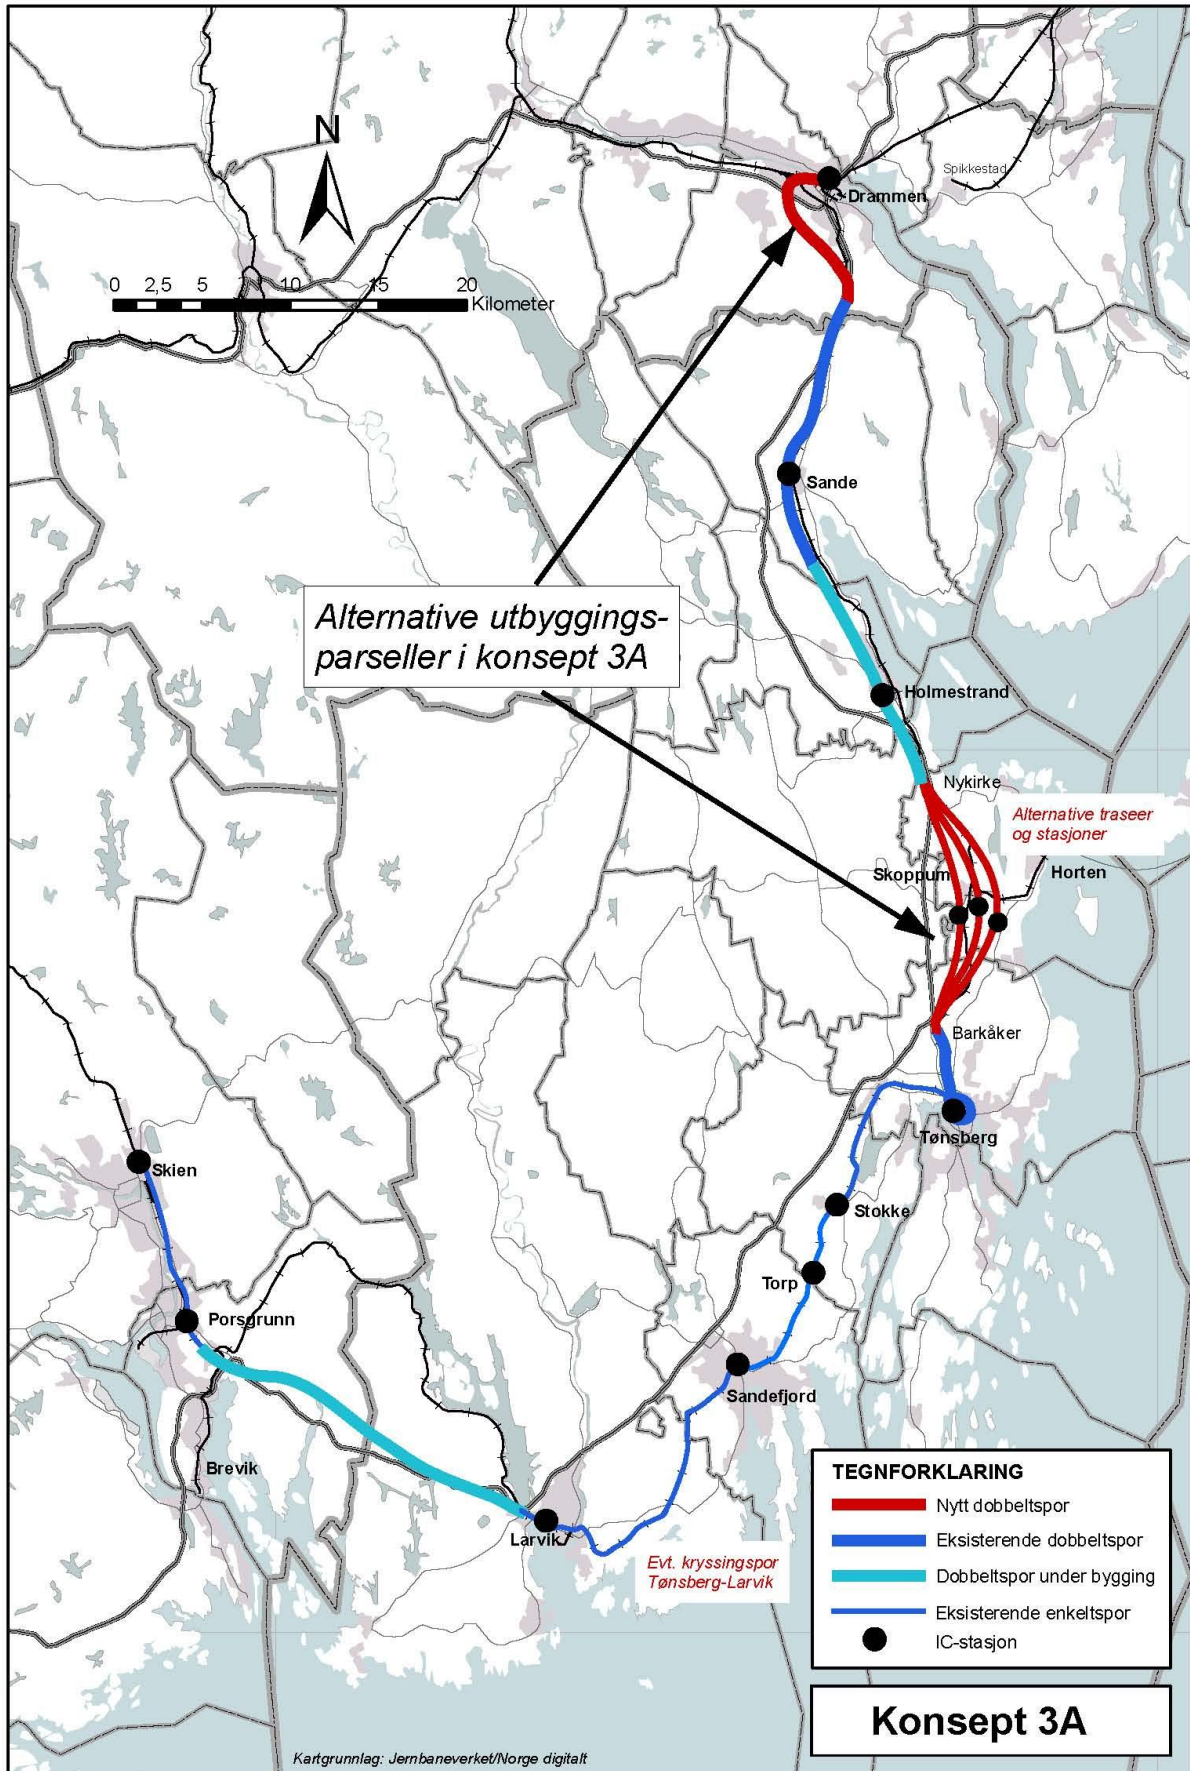 N
Spikkestad
Drammen
0 2,5 5 10 15 20
Kilometer
Sande
Alternative utbyggings-
parseller i konsept 3A
Holmestrand
Nykirke
Alternative traseer
og stasjoner
Skoppum
Horten
Barkåker
Tønsberg
Skien
Stokke
Torp
Porsgrunn
Sandefjord
Brevik
Larvik
Evt. kryssingspor
Tønsberg-Larvik
TEGNFORKLARING
Nytt dobbeltspor
Eksisterende dobbeltspor
Dobbeltspor under bygging
Eksisterende enkeltspor
IC-stasjon
Konsept 3A
Kartgrunnlag: Jernbaneverket/Norge digitalt